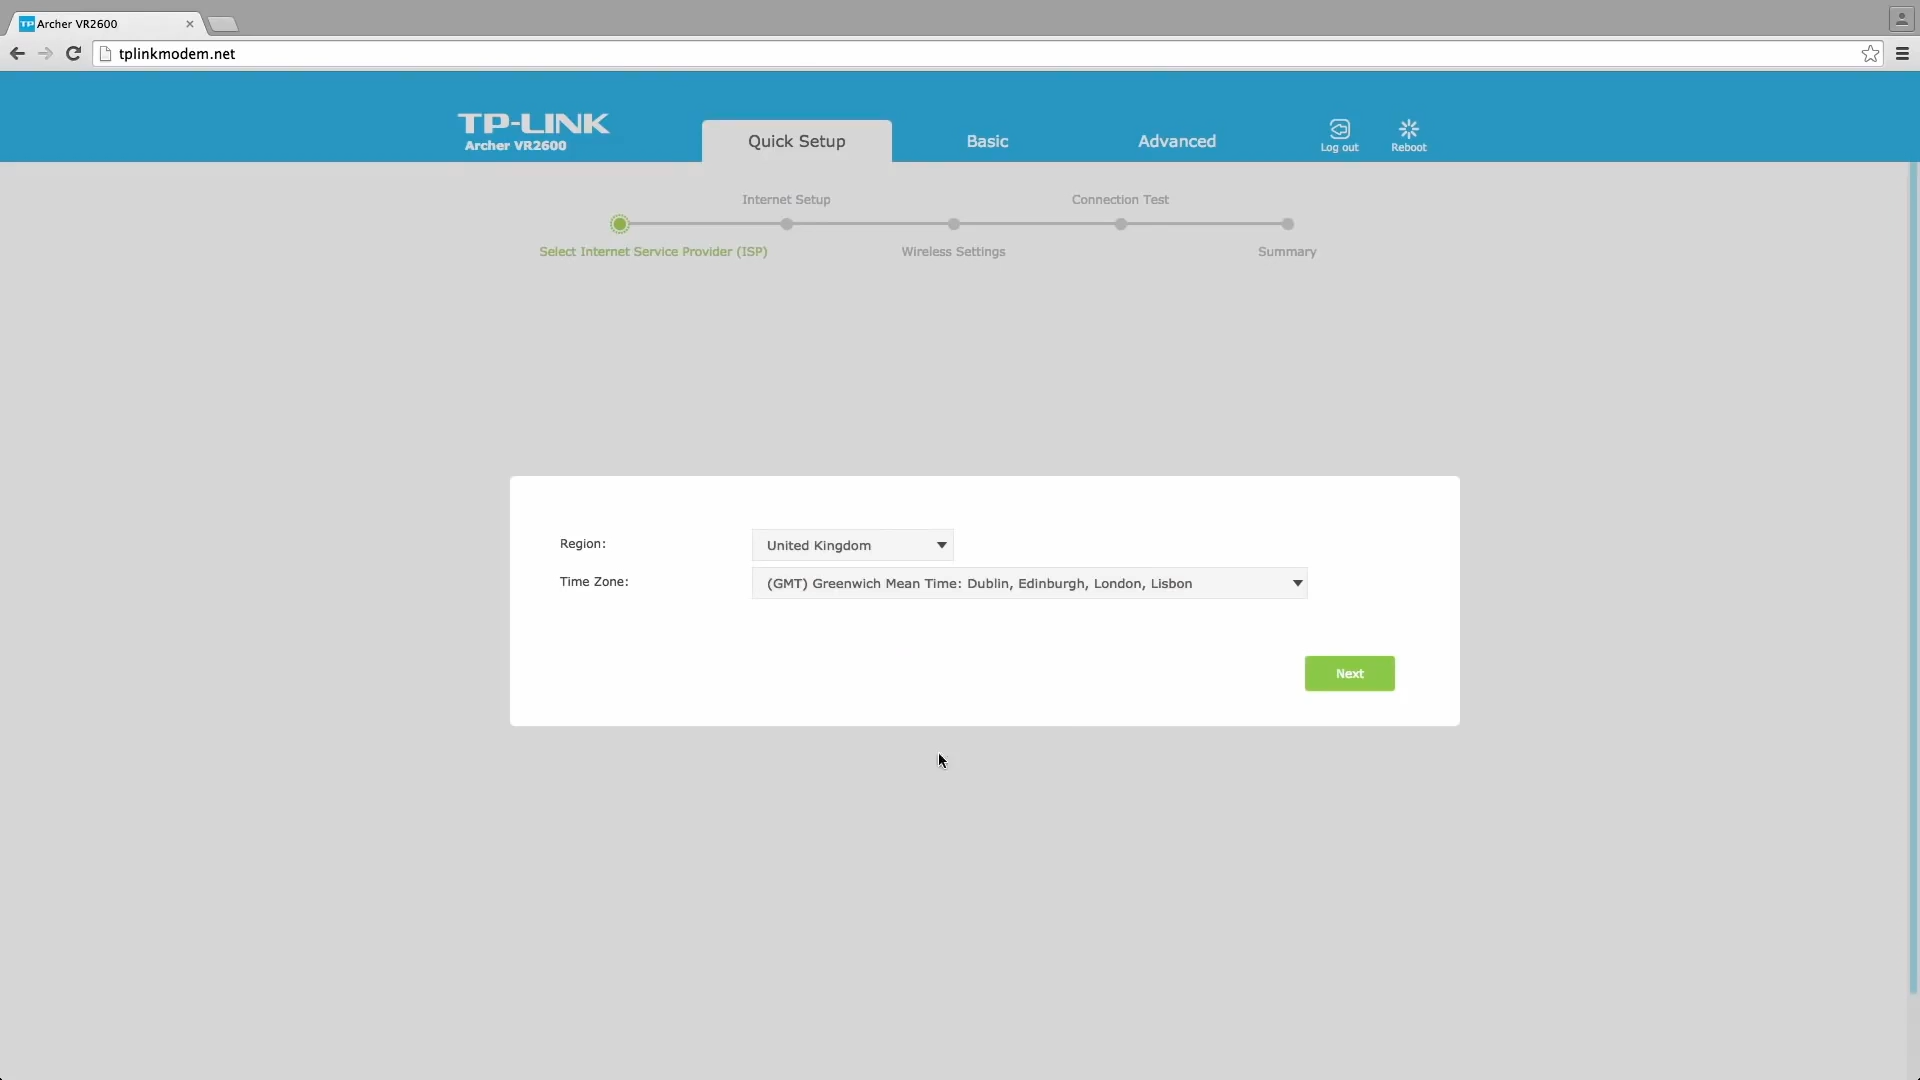 TP Archer VR2600
tplinkmodem.net
TP-LINK
Archer VR2600
Quick Setup
Basic
Advanced
Log out
Reboot
Internet Setup
Connection Test
Select Internet Service Provider (ISP)
Wireless Settings
Summary
Region:
United Kingdom
Time Zone:
(GMT) Greenwich Mean Time: Dublin, Edinburgh, London, Lisbon
Next